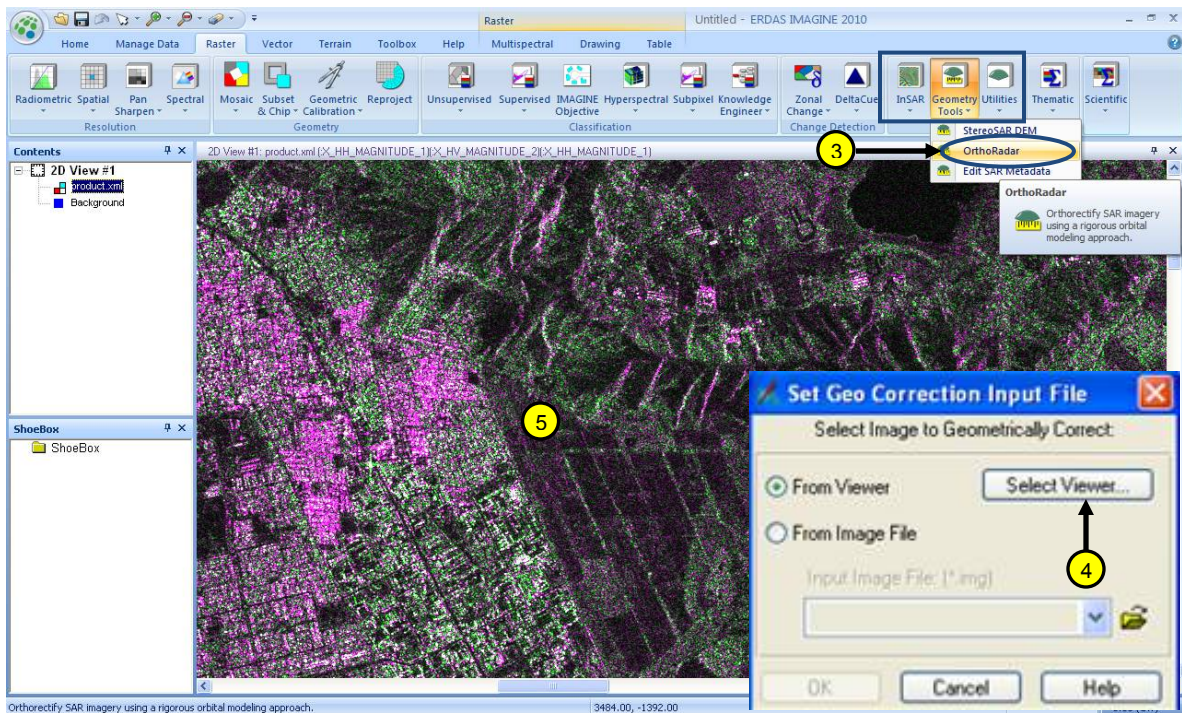 Raster
Untitled - ERDAS IMAGINE 2010
Home Manage Data Raster Vector Terrain Toolbox Help Multispectral Drawing Table
Radiometric Spatial Pan Sharpen Spectral
Mosaic Subset & Chip Geometric Calibration Reproject
Unsupervised Supervised IMAGINE Objective Hyperspectral Subpixel Knowledge Engineer
Zonal Change DeltaCue
InSAR Geometry Tools Utilities Thematic Scientific
Resolution Geometry Classification Change Detection
StereoSAR DEM
OrthoRadar
Edit SAR Metadata
OrthoRadar
Orthorectify SAR imagery
using a rigorous orbital
modeling approach.
3
Contents
2D View #1
product.xml
Background
2D View #1: product.xml (:X_HH_MAGNITUDE_1)(:X_HV_MAGNITUDE_2)(:X_HH_MAGNITUDE_1)
5
ShoeBox
ShoeBox
Set Geo Correction Input File
Select Image to Geometrically Correct:
From Viewer
Select Viewer...
From Image File
4
Input Image File: (*.img)
OK Cancel Help
Orthorectify SAR imagery using a rigorous orbital modeling approach.
3484.00, -1392.00